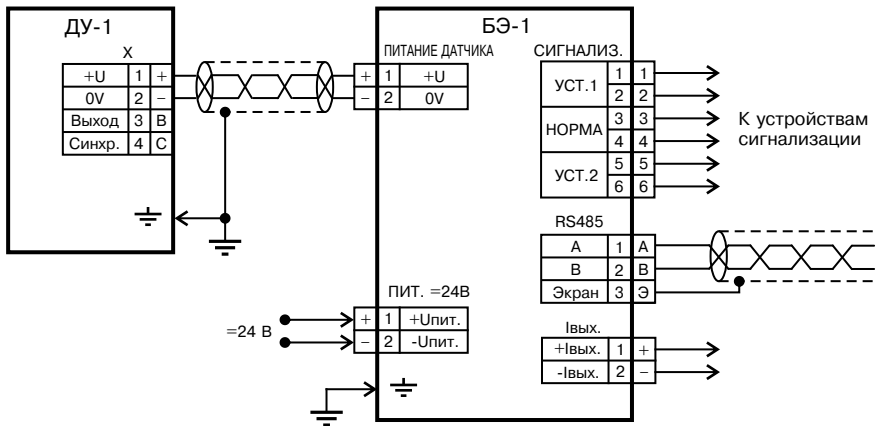 ДУ-1
X
+U 1 +
0V 2 −
Выход 3 В
Синхр. 4 С
БЭ-1
ПИТАНИЕ ДАТЧИКА
+ 1 +U
− 2 0V
СИГНАЛИЗ.
УСТ.1
1 1
2 2
НОРМА
3 3
4 4
УСТ.2
5 5
6 6
К устройствам
сигнализации
RS485
A 1 A
B 2 B
Экран 3 Э
ПИТ. =24В
=24 В
+ 1 +Uпит.
− 2 -Uпит.
Iвых.
+Iвых. 1 +
-Iвых. 2 −